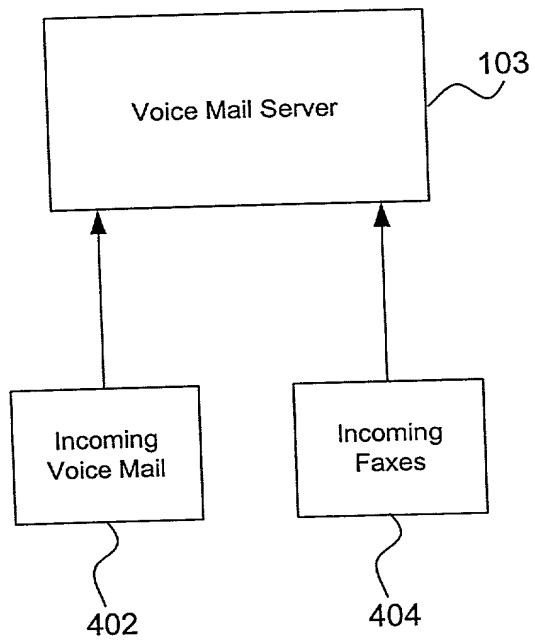 103
Voice Mail Server
Incoming
Voice Mail
Incoming
Faxes
402
404